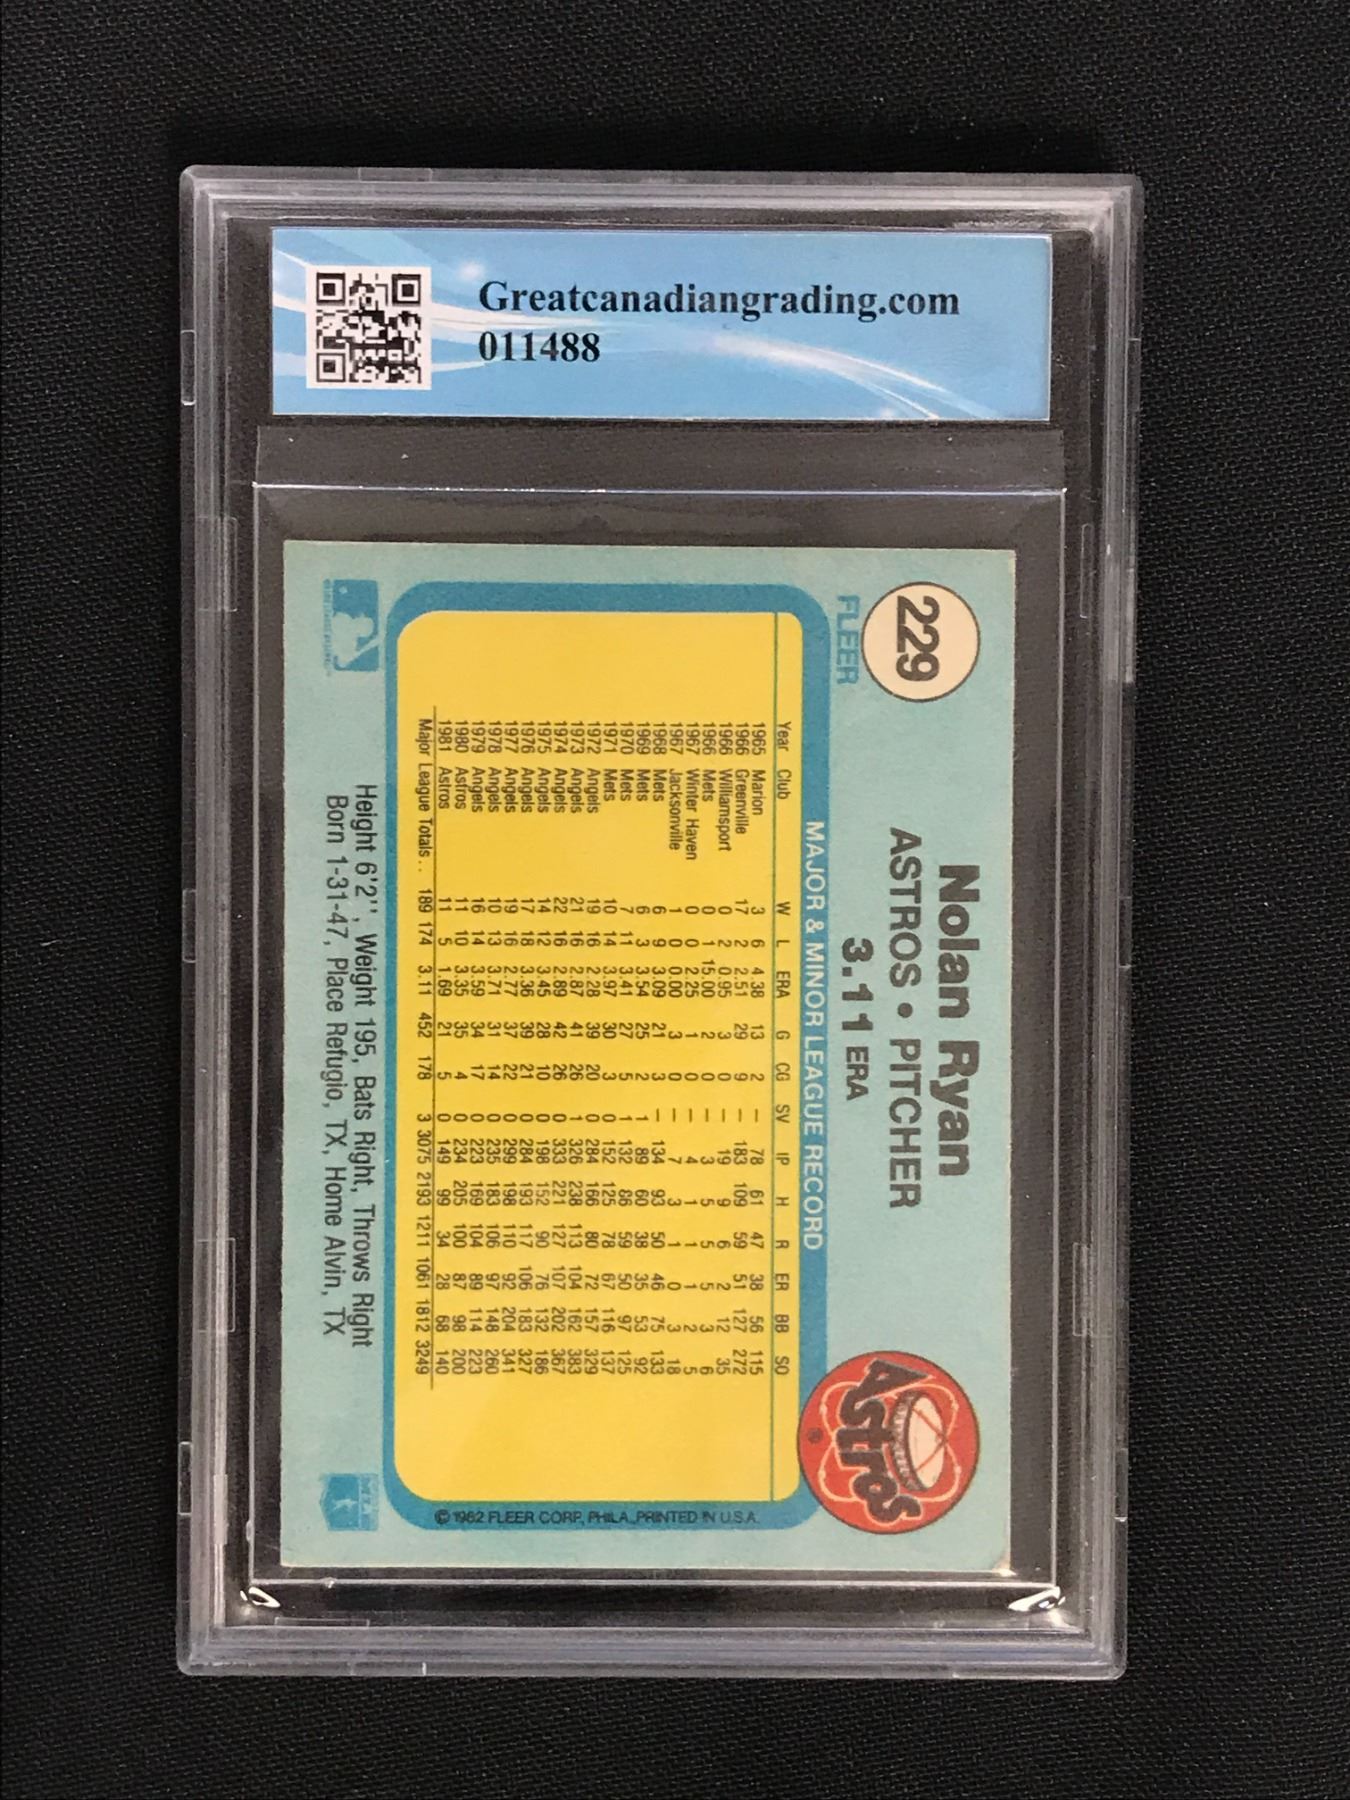 Greatcanadiangrading.com
011488
229
FLEER
Nolan Ryan
ASTROS • PITCHER
3.11 ERA
Astros
MAJOR & MINOR LEAGUE RECORD
Year Club W L ERA G CG SV IP H R ER BB SO
1965 Marion 3 6 4.38 13 2 – 78 61 47 38 56 115
1966 Greenville 17 2 2.51 29 9 – 183 109 59 51 127 272
1966 Williamsport 0 2 0.95 3 0 – 19 9 6 2 12 35
1966 Mets 0 1 15.00 2 0 – 3 5 5 5 3 6
1967 Winter Haven 0 0 2.25 1 0 – 4 1 1 1 2 5
1967 Jacksonville 1 0 0.00 3 0 – 7 3 1 0 3 18
1968 Mets 6 9 3.09 21 3 – 134 93 50 46 75 133
1969 Mets 6 3 3.54 25 2 1 89 60 38 35 53 92
1970 Mets 7 11 3.41 27 5 1 132 86 59 50 97 125
1971 Mets 10 14 3.97 30 3 0 152 125 78 67 116 137
1972 Angels 19 16 2.28 39 20 0 284 166 80 72 157 329
1973 Angels 21 16 2.87 41 26 1 326 238 113 104 162 383
1974 Angels 22 16 2.89 42 26 0 333 221 127 107 202 367
1975 Angels 14 12 3.45 28 10 0 198 152 90 76 132 186
1976 Angels 17 18 3.36 39 21 0 284 193 117 106 183 327
1977 Angels 19 16 2.77 37 22 0 299 198 110 92 204 341
1978 Angels 10 13 3.71 31 14 0 235 183 106 97 148 260
1979 Angels 16 14 3.59 34 17 0 223 169 104 89 114 223
1980 Astros 11 10 3.35 35 4 0 234 205 100 87 98 200
1981 Astros 11 5 1.69 21 5 0 149 99 34 28 68 140
Major League Totals . . 189 174 3.11 452 178 3 3075 2193 1211 1061 1812 3249
© 1982 FLEER CORP., PHILA. PRINTED IN U.S.A.
Height 6'2'', Weight 195, Bats Right, Throws Right
Born 1-31-47, Place Refugio, TX, Home Alvin, TX